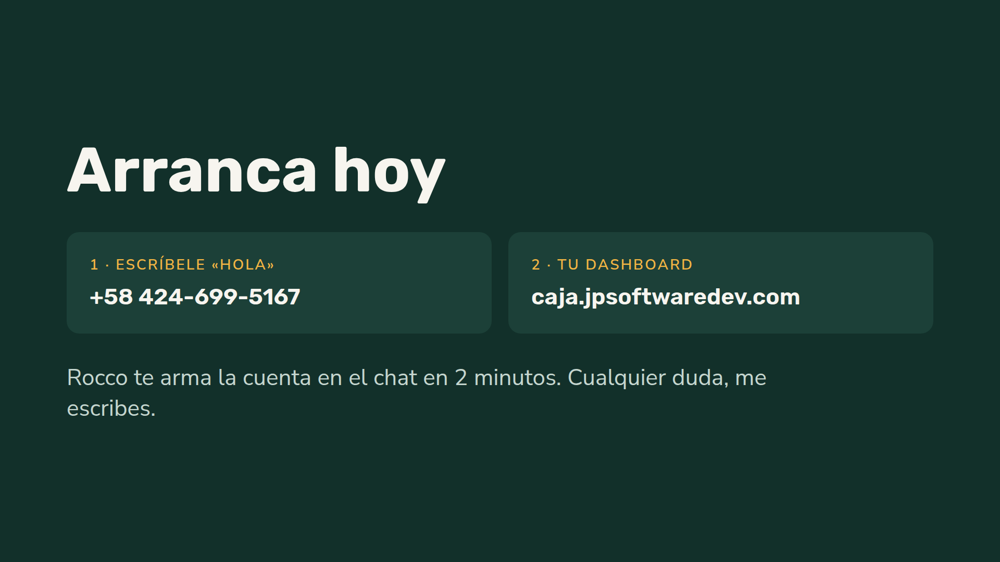 Arranca hoy
1 · ESCRÍBELE «HOLA»
+58 424-699-5167
2 · TU DASHBOARD
caja.jpsoftwaredev.com
Rocco te arma la cuenta en el chat en 2 minutos. Cualquier duda, me
escribes.